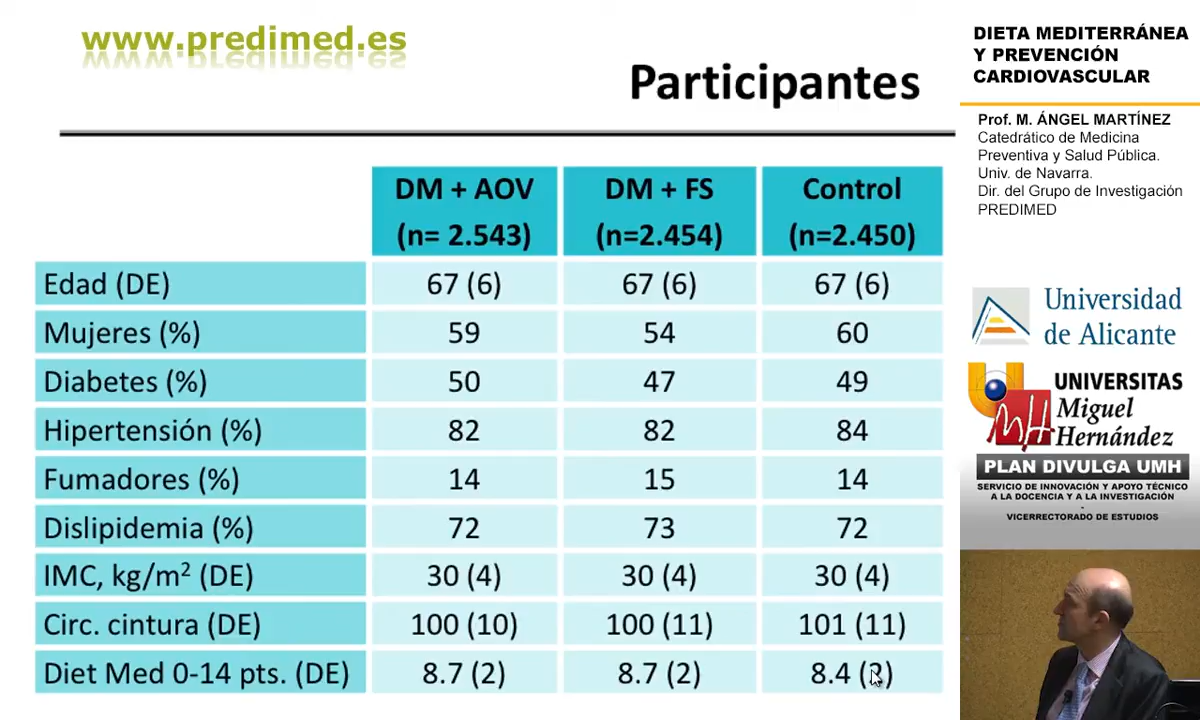 www.predimed.es
Participantes
DM + AOV DM + FS Control
(n= 2.543) (n=2.454) (n=2.450)
Edad (DE) 67 (6) 67 (6) 67 (6)
Mujeres (%) 59 54 60
Diabetes (%) 50 47 49
Hipertensión (%) 82 82 84
Fumadores (%) 14 15 14
Dislipidemia (%) 72 73 72
IMC, kg/m² (DE) 30 (4) 30 (4) 30 (4)
Circ. cintura (DE) 100 (10) 100 (11) 101 (11)
Diet Med 0-14 pts. (DE) 8.7 (2) 8.7 (2) 8.4 (2)
DIETA MEDITERRÁNEA
Y PREVENCIÓN
CARDIOVASCULAR
Prof. M. ÁNGEL MARTÍNEZ
Catedrático de Medicina
Preventiva y Salud Pública.
Univ. de Navarra.
Dir. del Grupo de Investigación
PREDIMED
Universidad
de Alicante
UNIVERSITAS
Miguel
Hernández
PLAN DIVULGA UMH
SERVICIO DE INNOVACIÓN Y APOYO TÉCNICO
A LA DOCENCIA Y A LA INVESTIGACIÓN
-
VICERRECTORADO DE ESTUDIOS